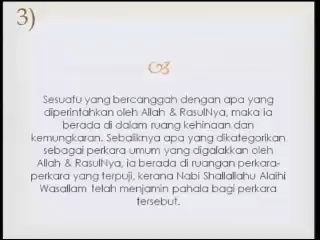 3)
Sesuatu yang bercanggah dengan apa yang
diperintahkan oleh Allah & RasulNya, maka ia
berada di dalam ruang kehinaan dan
kemungkaran. Sebaliknya apa yang dikategorikan
sebagai perkara umum yang digalakkan oleh
Allah & RasulNya, ia berada di ruangan perkara-
perkara yang terpuji, kerana Nabi Shallallahu Alaihi
Wasallam telah menjamin pahala bagi perkara
tersebut.